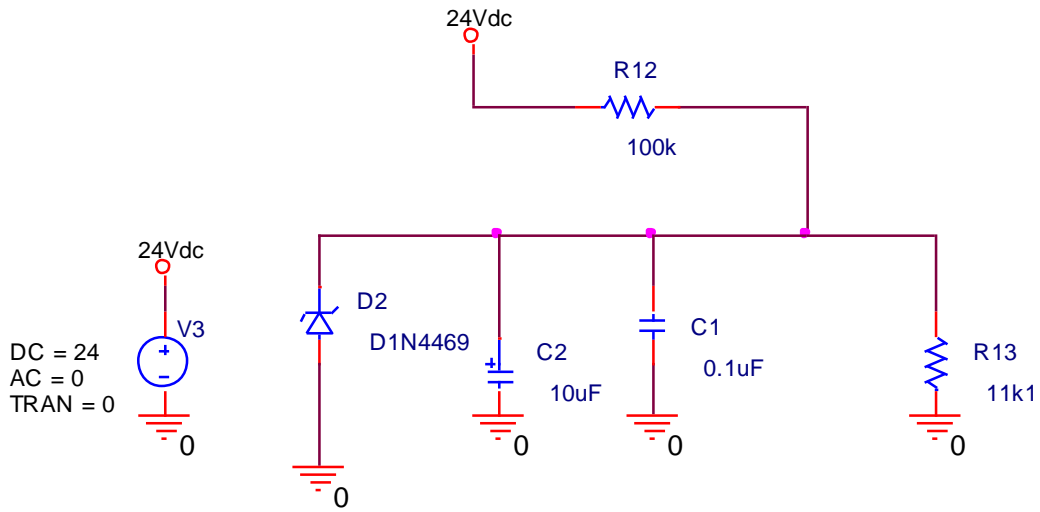 24Vdc
R12
100k
24Vdc
V3
DC = 24
AC = 0
TRAN = 0
0
D2
D1N4469
0
+
C2
10uF
0
C1
0.1uF
0
R13
11k1
0